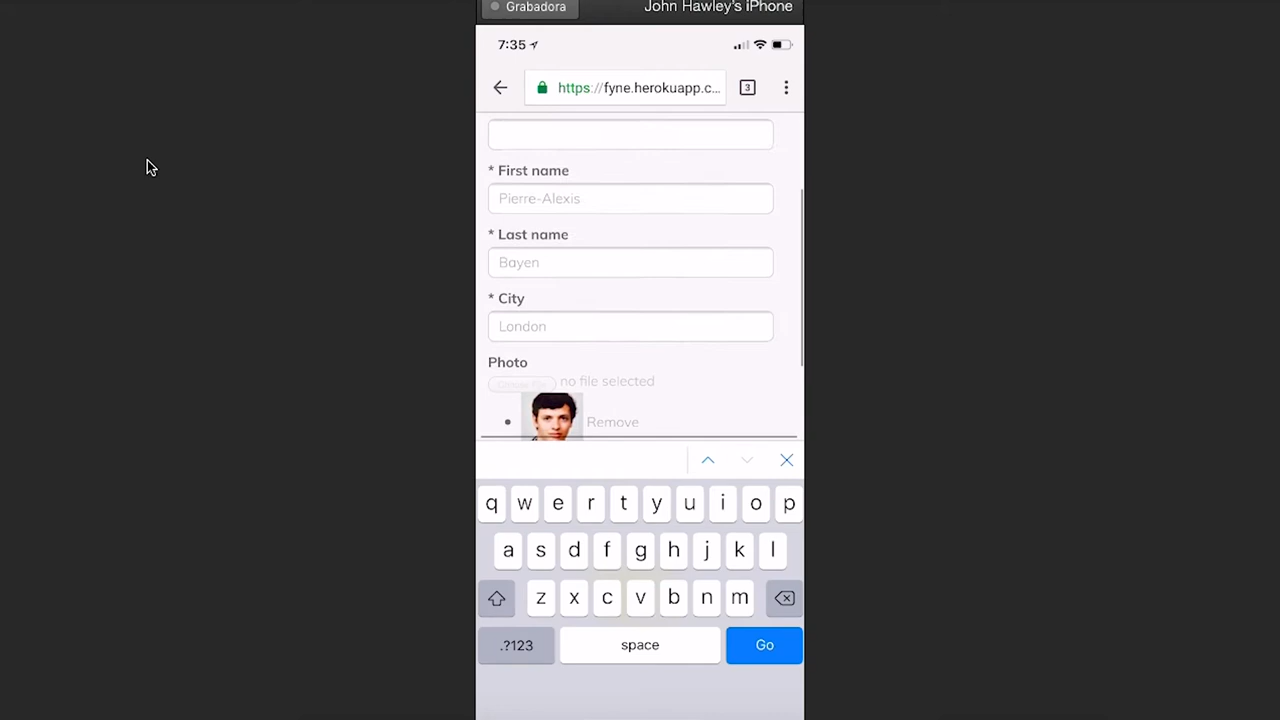 Grabadora
John Hawley's iPhone
7:35
https://fyne.herokuapp.c...
3
* First name
Pierre-Alexis
* Last name
Bayen
* City
London
Photo
no file selected
Remove
q w e r t y u i o p
a s d f g h j k l
z x c v b n m
.?123 space Go